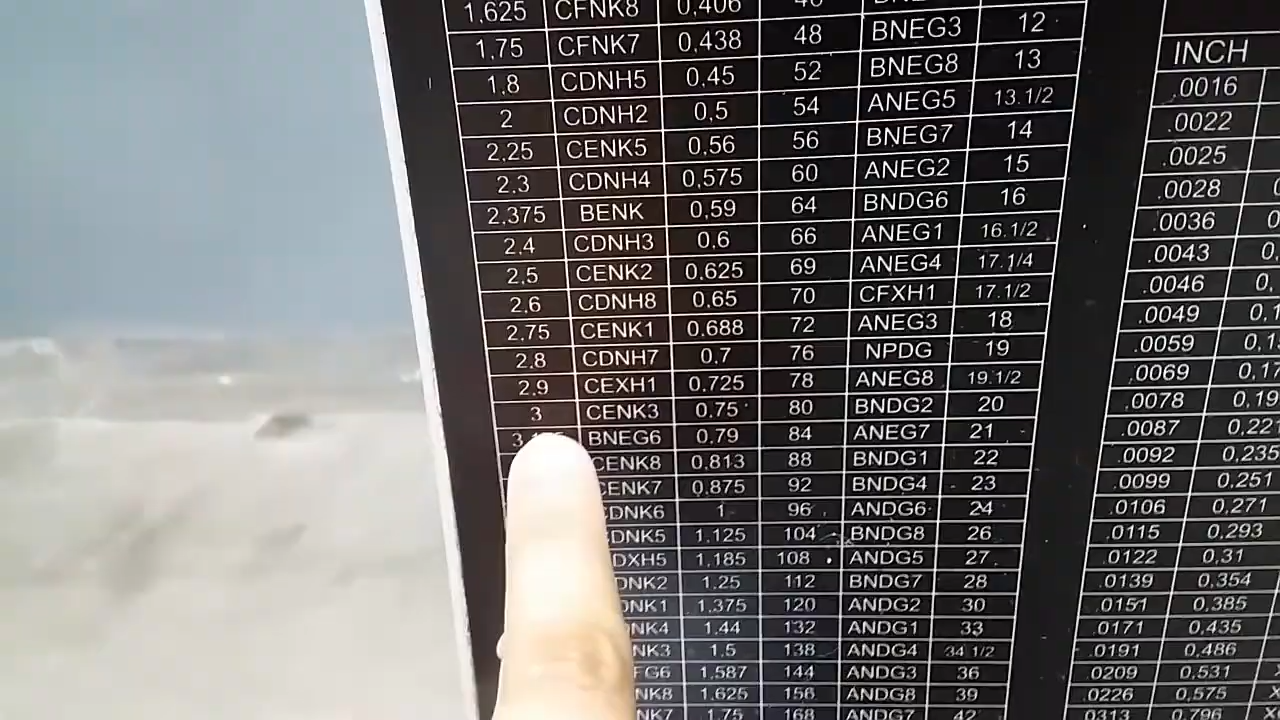 1,625 CFNK8 0,406
1,75 CFNK7 0,438 48 BNEG3 12
1,8 CDNH5 0,45 52 BNEG8 13
2 CDNH2 0,5 54 ANEG5 13.1/2
2,25 CENK5 0,56 56 BNEG7 14
2,3 CDNH4 0,575 60 ANEG2 15
2,375 BENK 0,59 64 BNDG6 16
2,4 CDNH3 0,6 66 ANEG1 16.1/2
2,5 CENK2 0,625 69 ANEG4 17.1/4
2,6 CDNH8 0,65 70 CFXH1 17.1/2
2,75 CENK1 0,688 72 ANEG3 18
2,8 CDNH7 0,7 76 NPDG 19
2,9 CEXH1 0,725 78 ANEG8 19.1/2
3 CENK3 0,75 80 BNDG2 20
BNEG6 0,79 84 ANEG7 21
CENK8 0,813 88 BNDG1 22
CENK7 0,875 92 BNDG4 23
CDNK6 1 96 ANDG6 24
CDNK5 1,125 104 BNDG8 26
DXH5 1,185 108 ANDG5 27
DNK2 1,25 112 BNDG7 28
DNK1 1,375 120 ANDG2 30
NK4 1,44 132 ANDG1 33
NK3 1,5 138 ANDG4 34 1/2
FG6 1,587 144 ANDG3 36
NK8 1,625 156 ANDG8 39
NK7 1,75 168 ANDG7 42
INCH
.0016
.0022
.0025
.0028
.0036
.0043
.0046
.0049
.0059
.0069
.0078
.0087 0,221
.0092 0,235
.0099 0,251
.0106 0,271
.0115 0,293
.0122 0,31
.0139 0,354
.0151 0,385
.0171 0,435
.0191 0,486
.0209 0,531
.0226 0,575
.0313 0,796